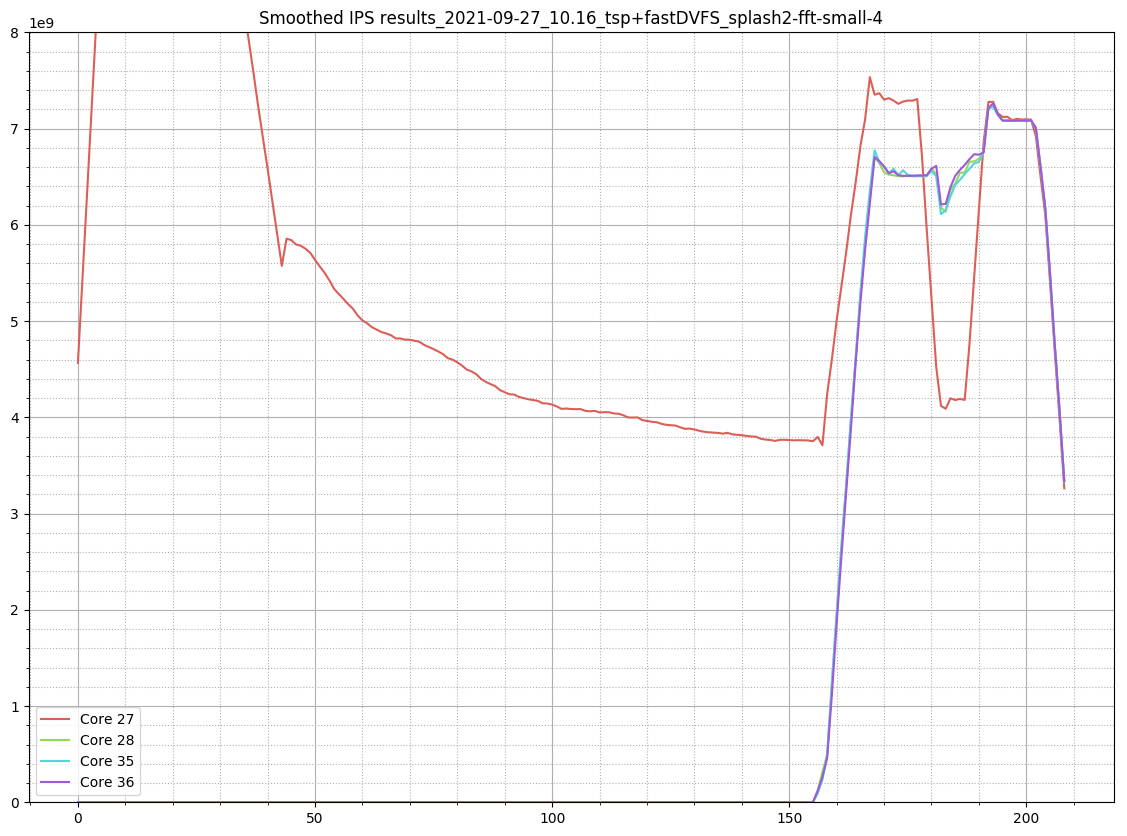 Smoothed IPS results_2021-09-27_10.16_tsp+fastDVFS_splash2-fft-small-4
1e9
8
7
6
5
4
3
2
1
0
Core 27
Core 28
Core 35
Core 36
0 50 100 150 200